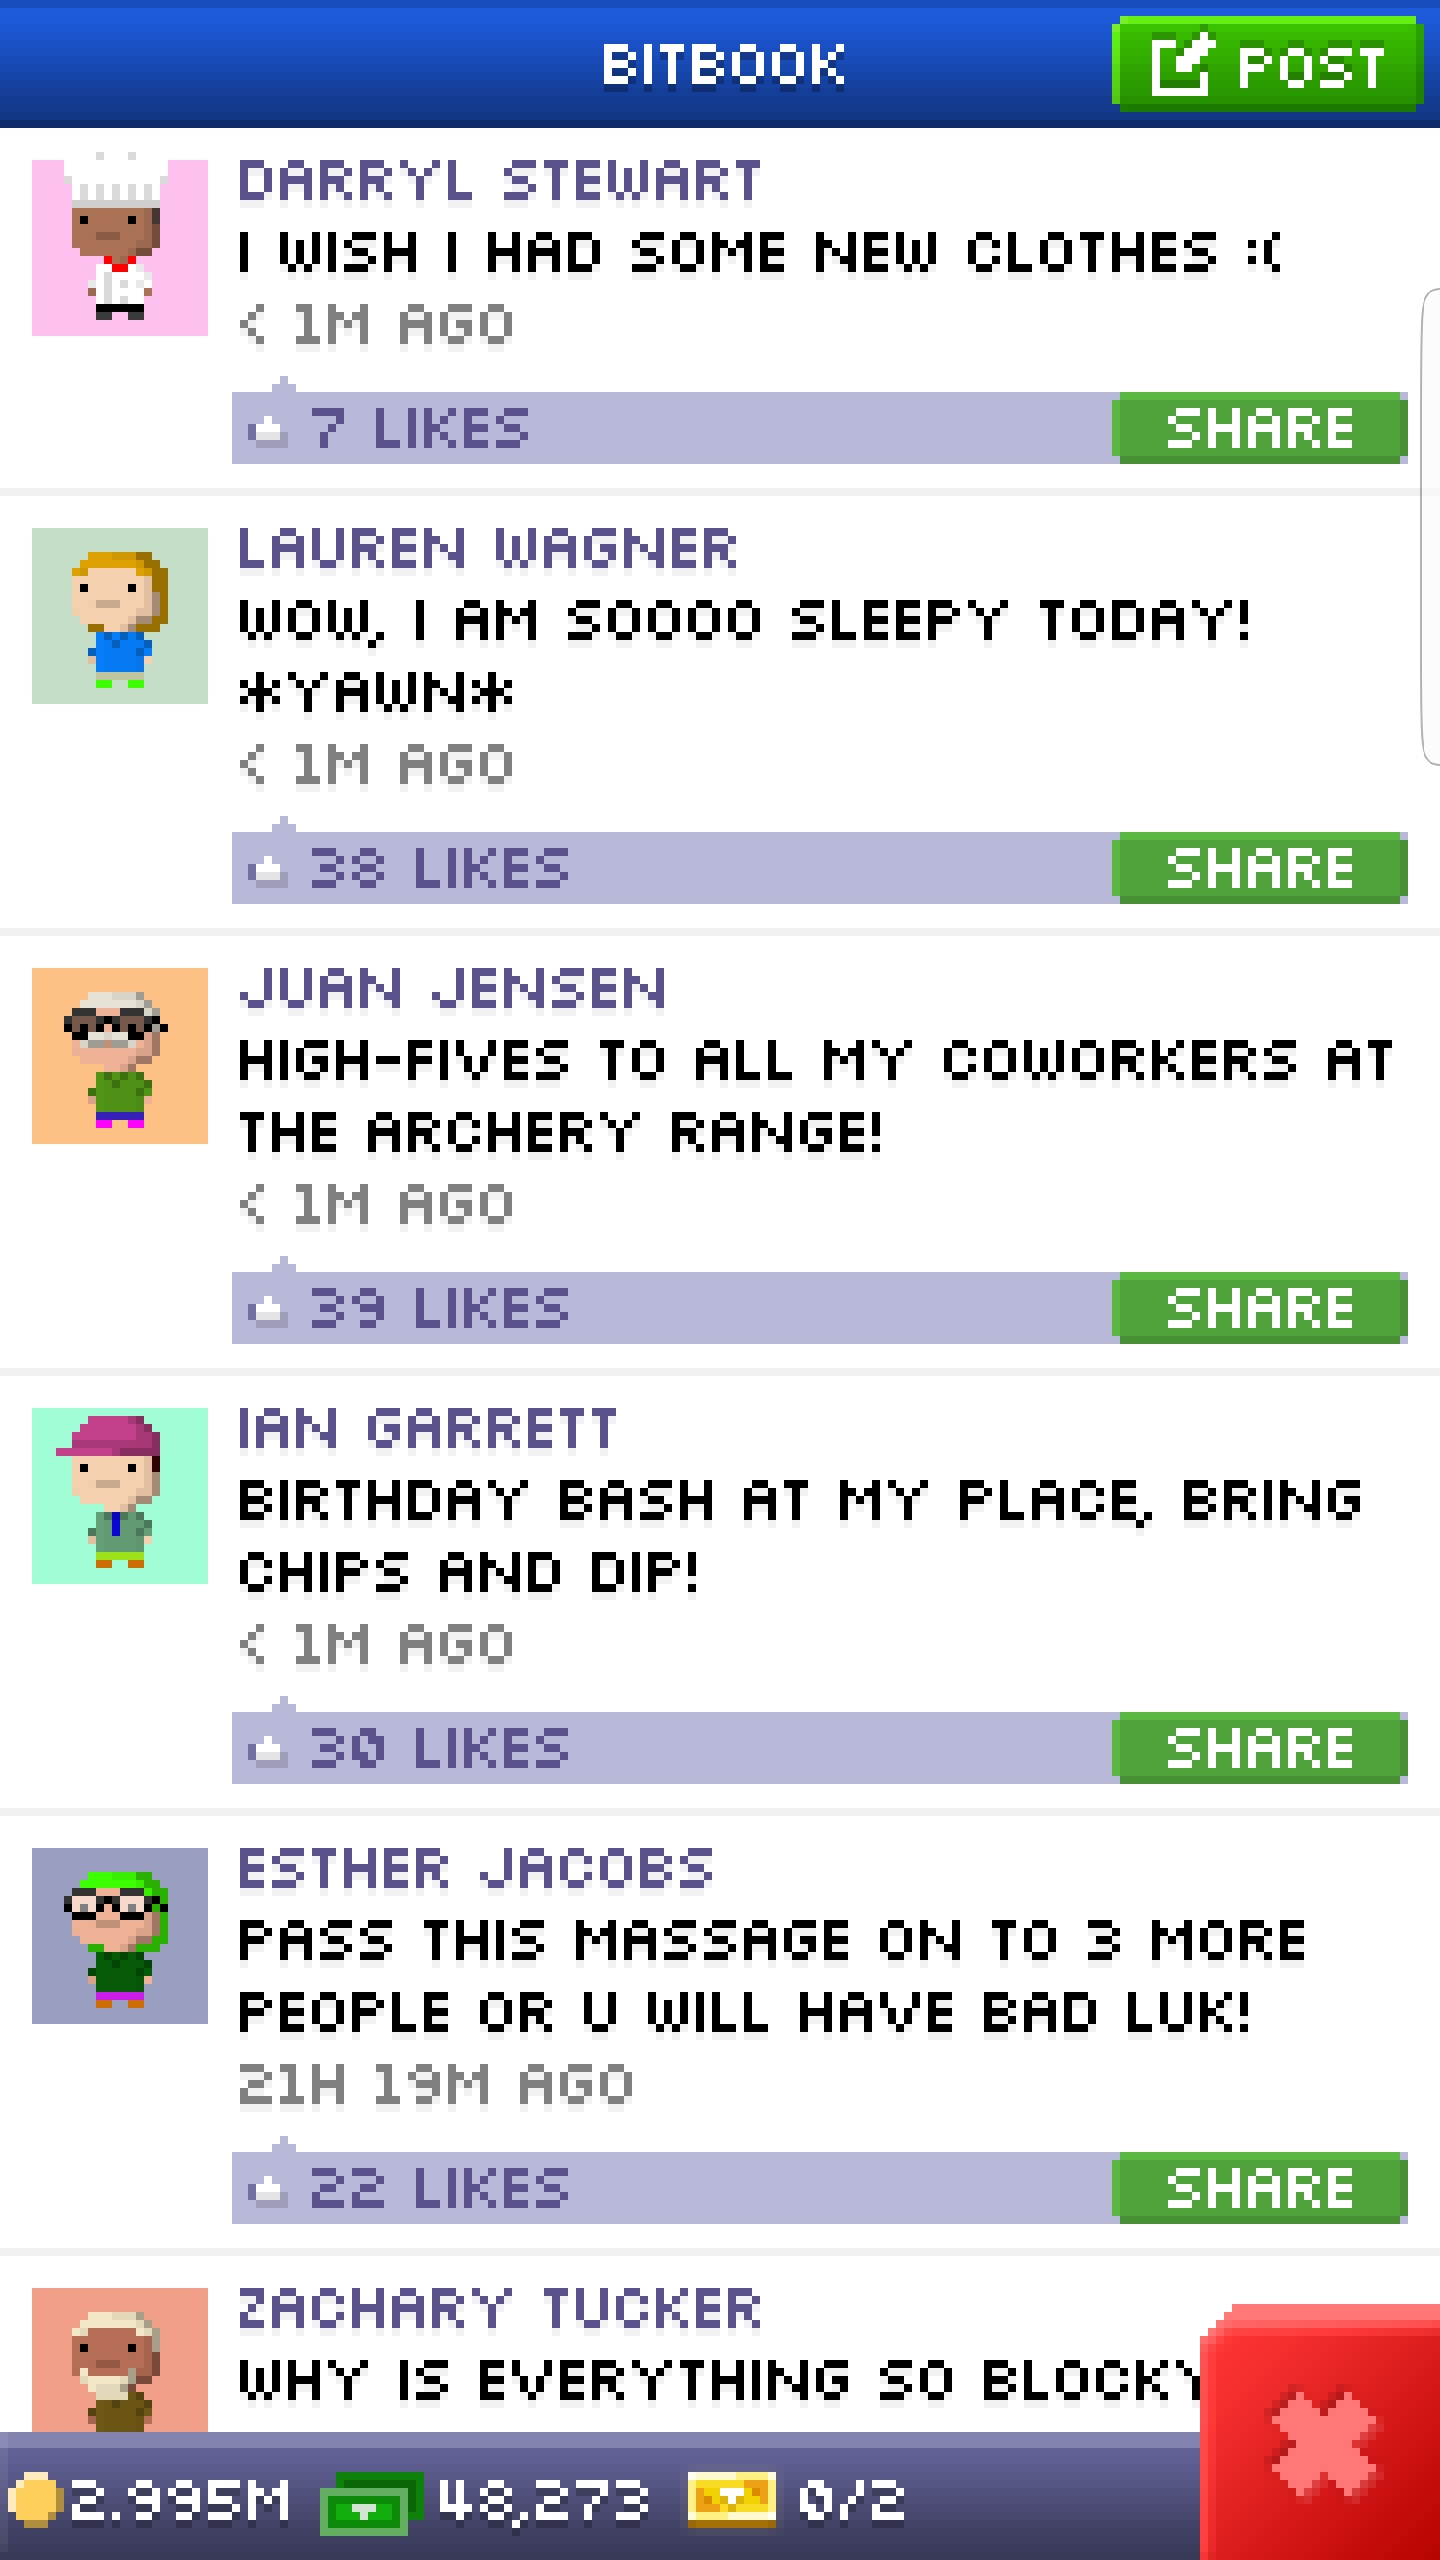 BITBOOK
POST
DARRYL STEWART
I WISH I HAD SOME NEW CLOTHES :(
< 1M AGO
7 LIKES
SHARE
LAUREN WAGNER
WOW, I AM SOOOO SLEEPY TODAY!
*YAWN*
< 1M AGO
38 LIKES
SHARE
JUAN JENSEN
HIGH-FIVES TO ALL MY COWORKERS AT
THE ARCHERY RANGE!
< 1M AGO
39 LIKES
SHARE
IAN GARRETT
BIRTHDAY BASH AT MY PLACE, BRING
CHIPS AND DIP!
< 1M AGO
30 LIKES
SHARE
ESTHER JACOBS
PASS THIS MASSAGE ON TO 3 MORE
PEOPLE OR U WILL HAVE BAD LUK!
21H 19M AGO
22 LIKES
SHARE
ZACHARY TUCKER
WHY IS EVERYTHING SO BLOCKY
2.995M 48,273 0/2